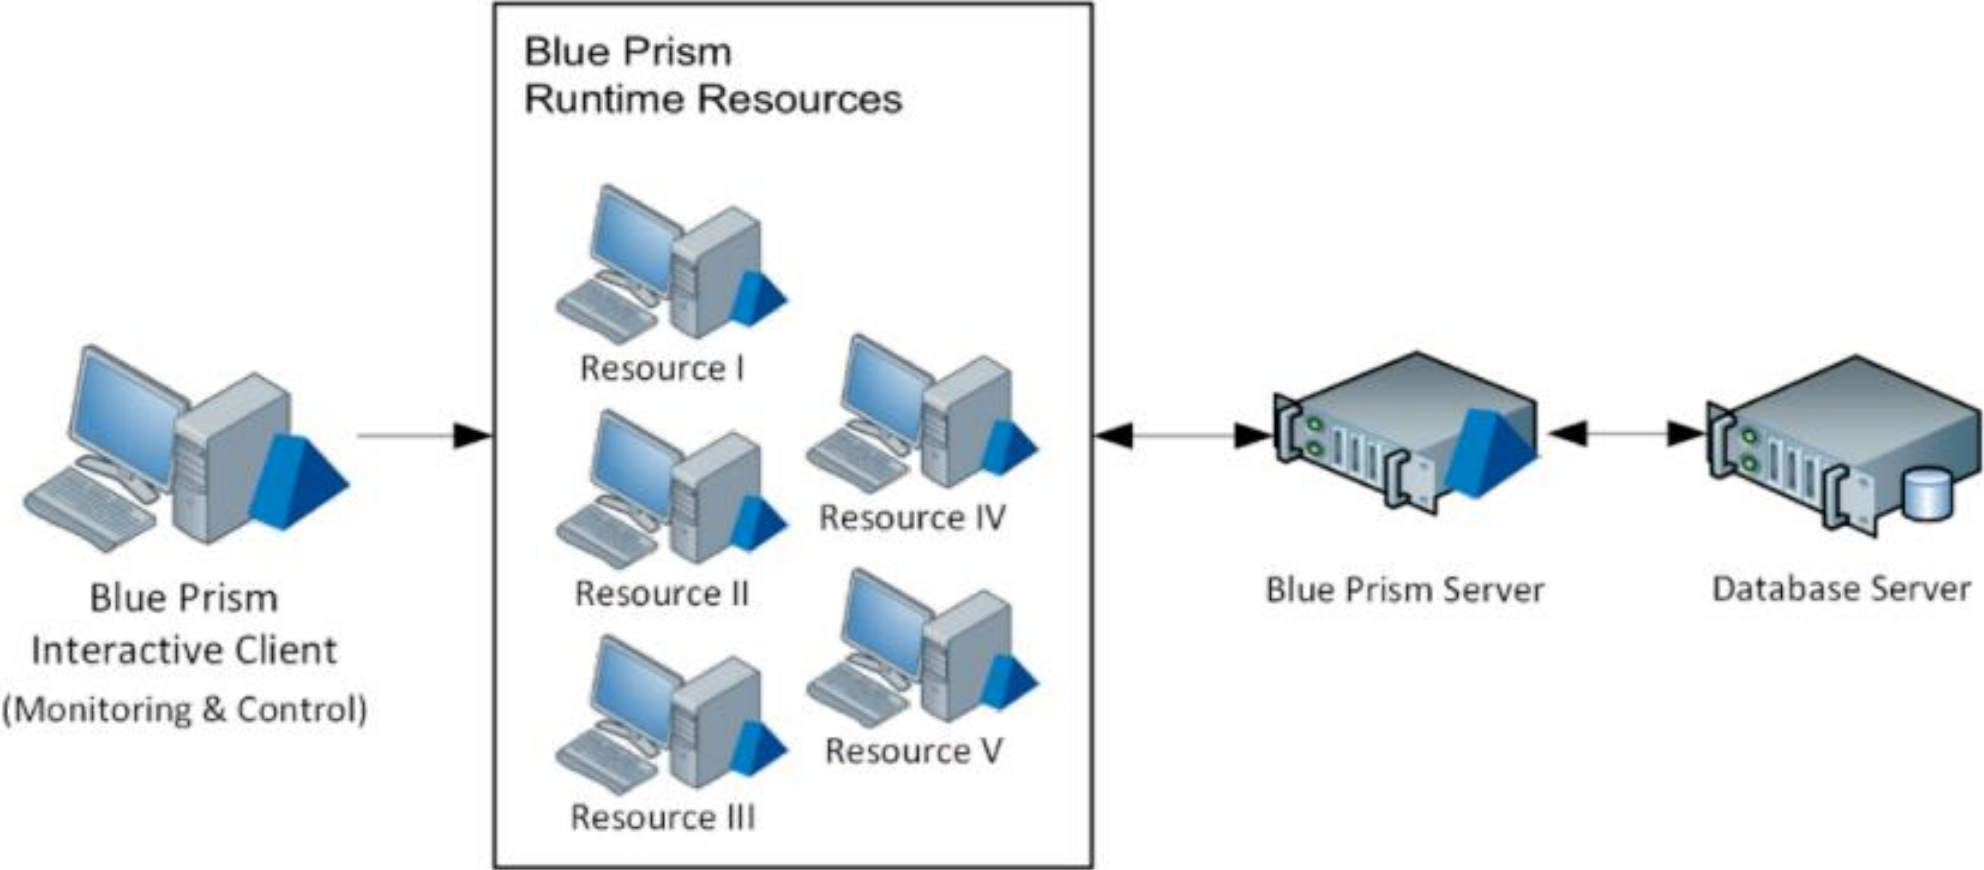 Blue Prism
Runtime Resources
Resource I
Resource IV
Resource II
Resource V
Resource III
Blue Prism
Interactive Client
(Monitoring & Control)
Blue Prism Server
Database Server